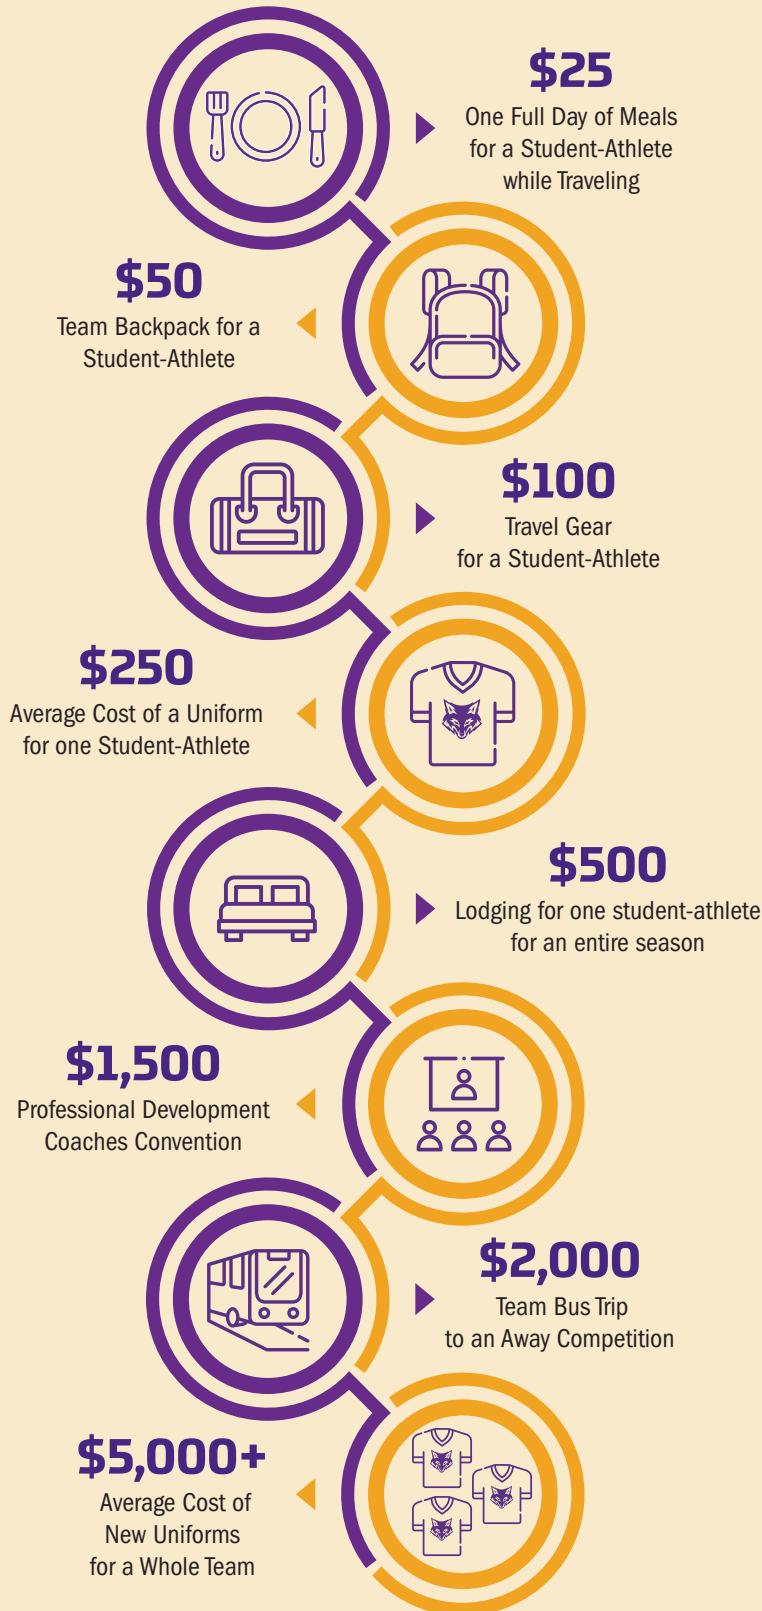 $25
One Full Day of Meals
for a Student-Athlete
while Traveling
$50
Team Backpack for a
Student-Athlete
$100
Travel Gear
for a Student-Athlete
$250
Average Cost of a Uniform
for one Student-Athlete
$500
Lodging for one student-athlete
for an entire season
$1,500
Professional Development
Coaches Convention
$2,000
Team Bus Trip
to an Away Competition
$5,000+
Average Cost of
New Uniforms
for a Whole Team